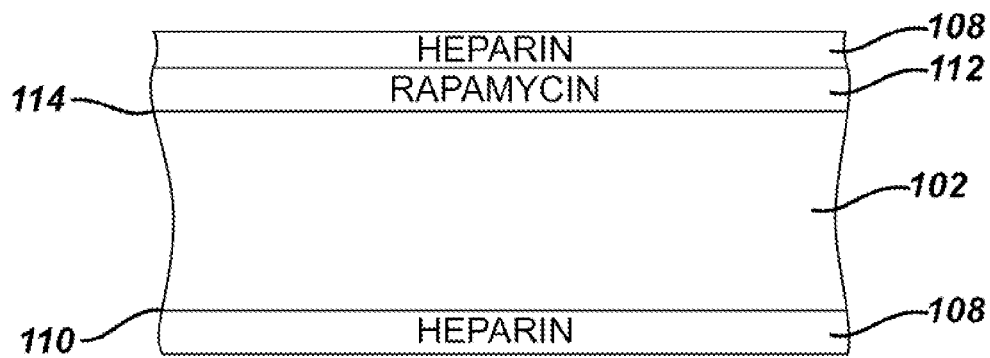 HEPARIN 108
RAPAMYCIN 112
114
102
110 HEPARIN 108